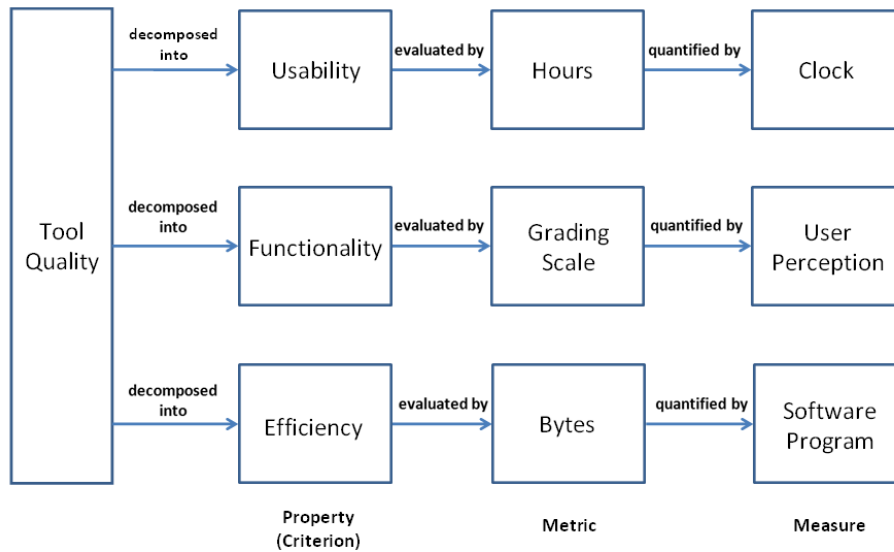 decomposed
into
Usability
evaluated by
Hours
quantified by
Clock
Tool
Quality
decomposed
into
Functionality
evaluated by
Grading
Scale
quantified by
User
Perception
decomposed
into
Efficiency
evaluated by
Bytes
quantified by
Software
Program
Property
(Criterion)
Metric
Measure